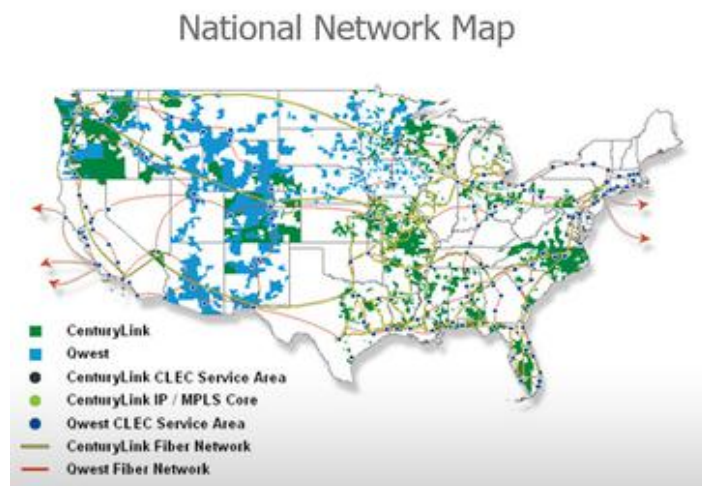 National Network Map
CenturyLink
Qwest
CenturyLink CLEC Service Area
CenturyLink IP / MPLS Core
Qwest CLEC Service Area
CenturyLink Fiber Network
Qwest Fiber Network